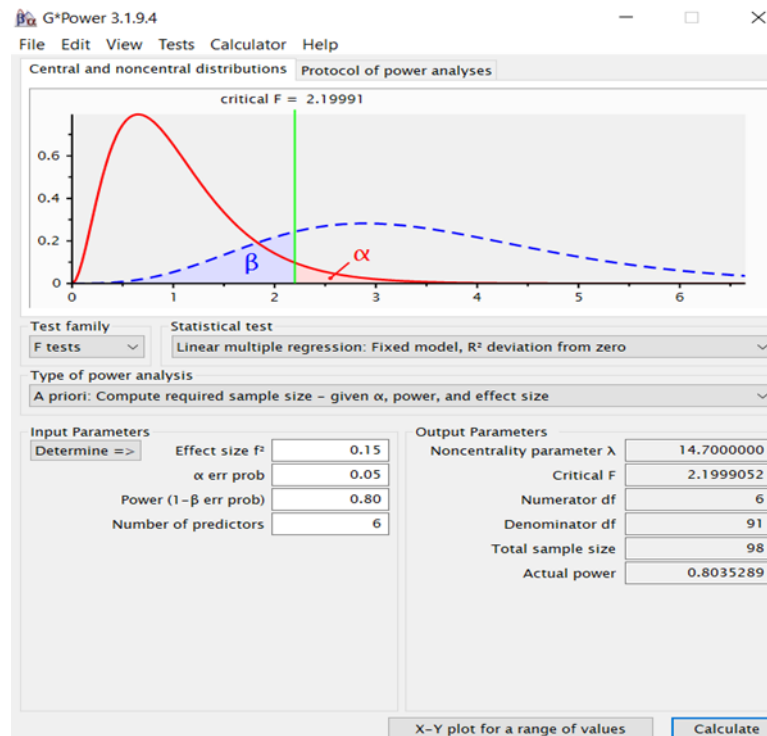 βα G*Power 3.1.9.4
File Edit View Tests Calculator Help
Central and noncentral distributions Protocol of power analyses
critical F = 2.19991
0.6
0.4
0.2
0
β
α
0 1 2 3 4 5 6
Test family Statistical test
F tests Linear multiple regression: Fixed model, R² deviation from zero
Type of power analysis
A priori: Compute required sample size – given α, power, and effect size
Input Parameters Output Parameters
Determine => Effect size f² 0.15 Noncentrality parameter λ 14.7000000
α err prob 0.05 Critical F 2.1999052
Power (1-β err prob) 0.80 Numerator df 6
Number of predictors 6 Denominator df 91
Total sample size 98
Actual power 0.8035289
X-Y plot for a range of values Calculate